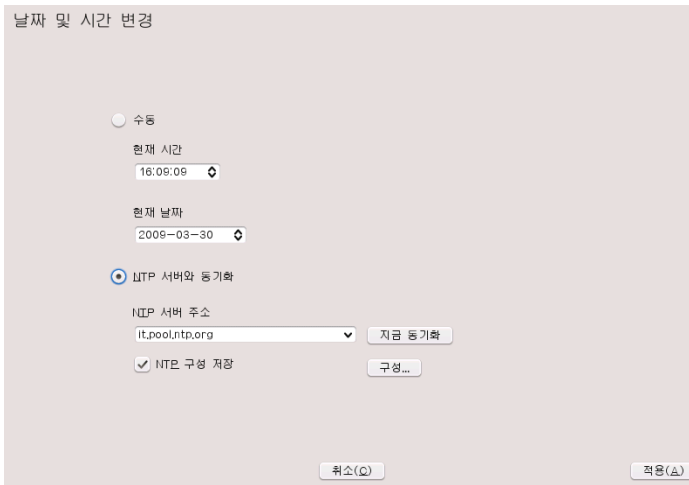 날짜 및 시간 변경
수동
현재 시간
16:09:09
현재 날짜
2009-03-30
NTP 서버와 동기화
NTP 서버 주소
it.pool.ntp.org
지금 동기화
NTP 구성 저장
구성...
취소(C)
적용(A)